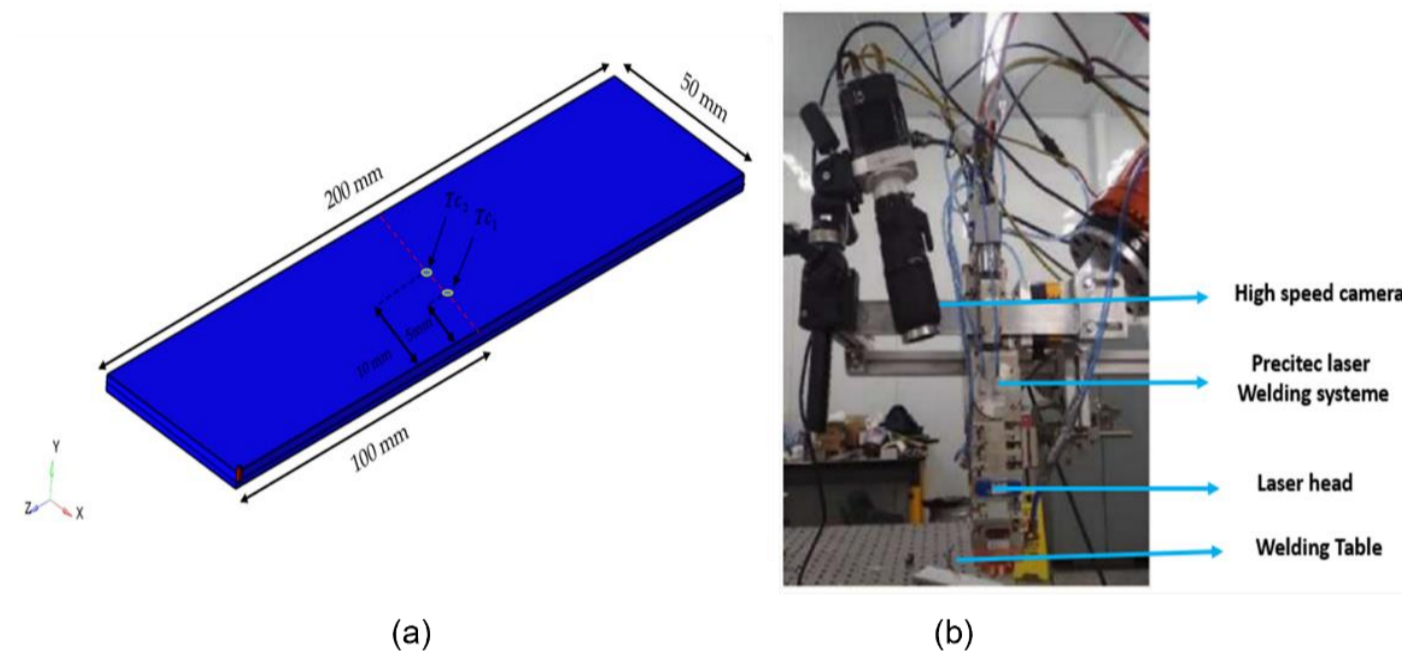 50 mm
200 mm
Tc₂ Tc₁
5mm
10 mm
100 mm
Y
Z
X
High speed camera
Precitec laser
Welding systeme
Laser head
Welding Table
(a)
(b)